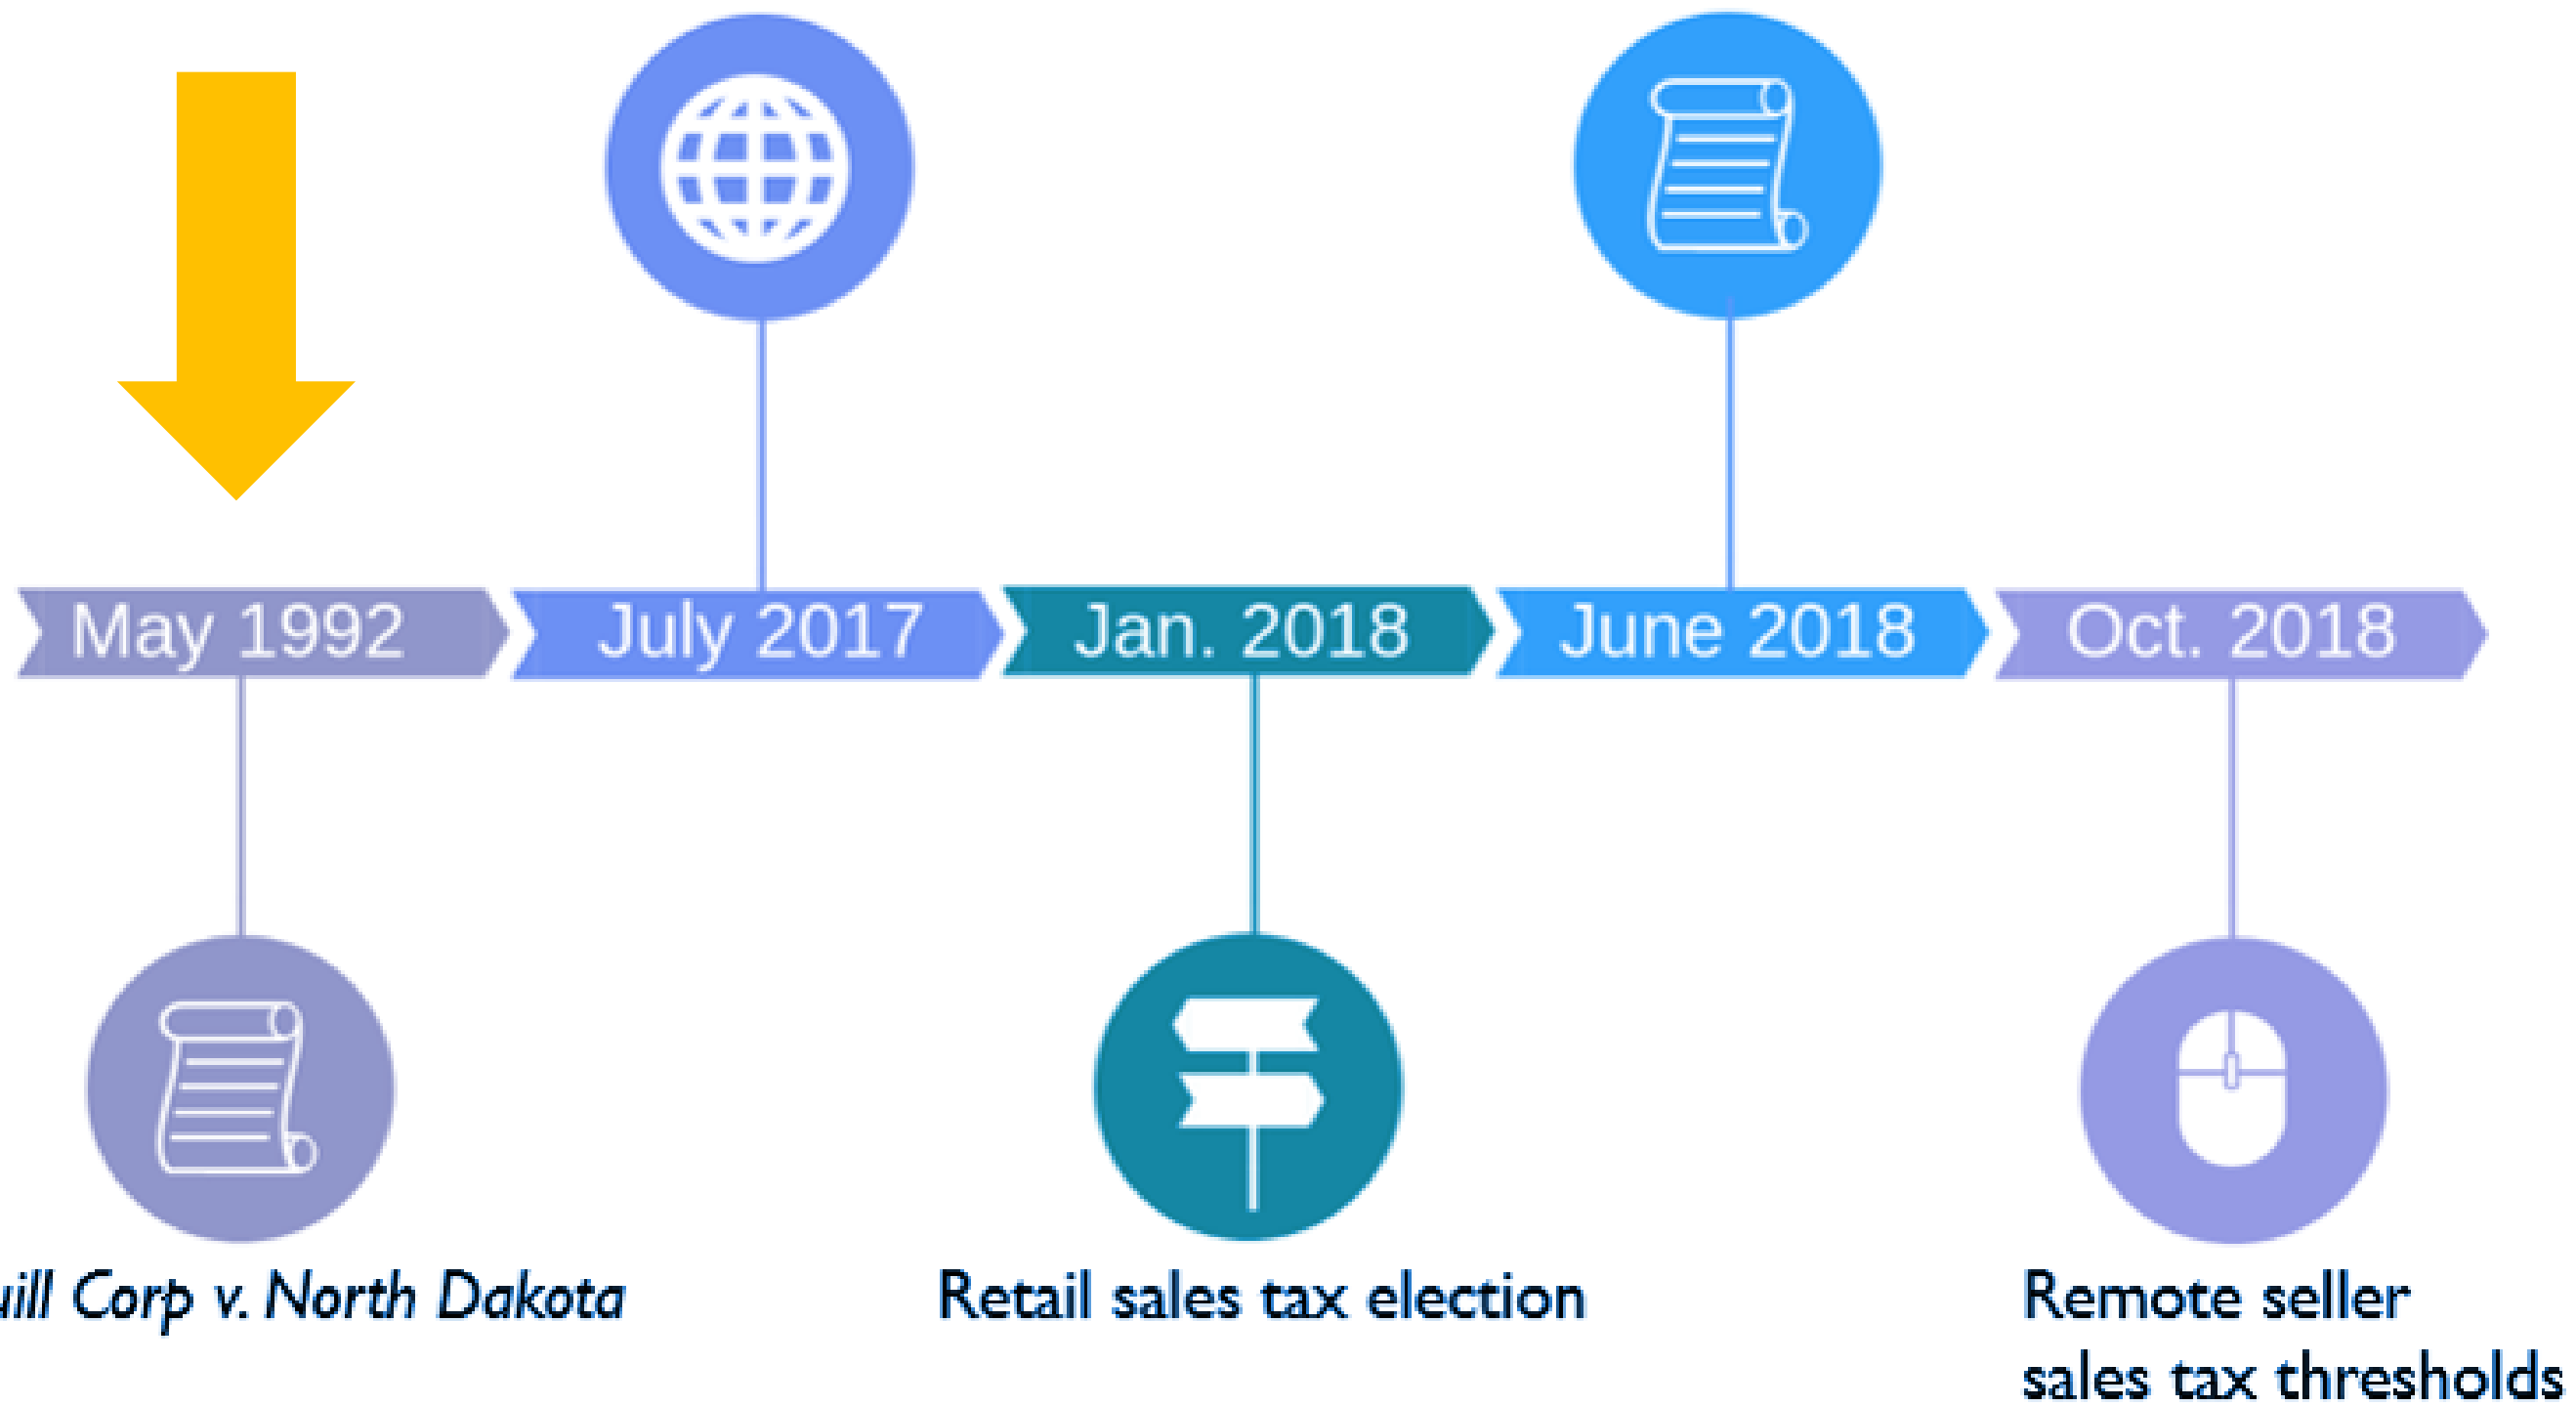 May 1992
July 2017
Jan. 2018
June 2018
Oct. 2018
Corp v. North Dakota
Retail sales tax election
Remote seller
sales tax thresholds